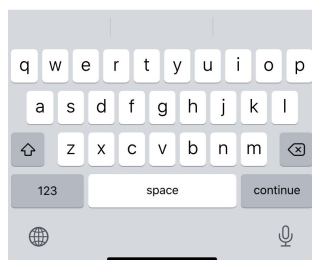 q w e r t y u i o p
a s d f g h j k l
z x c v b n m
123 space continue